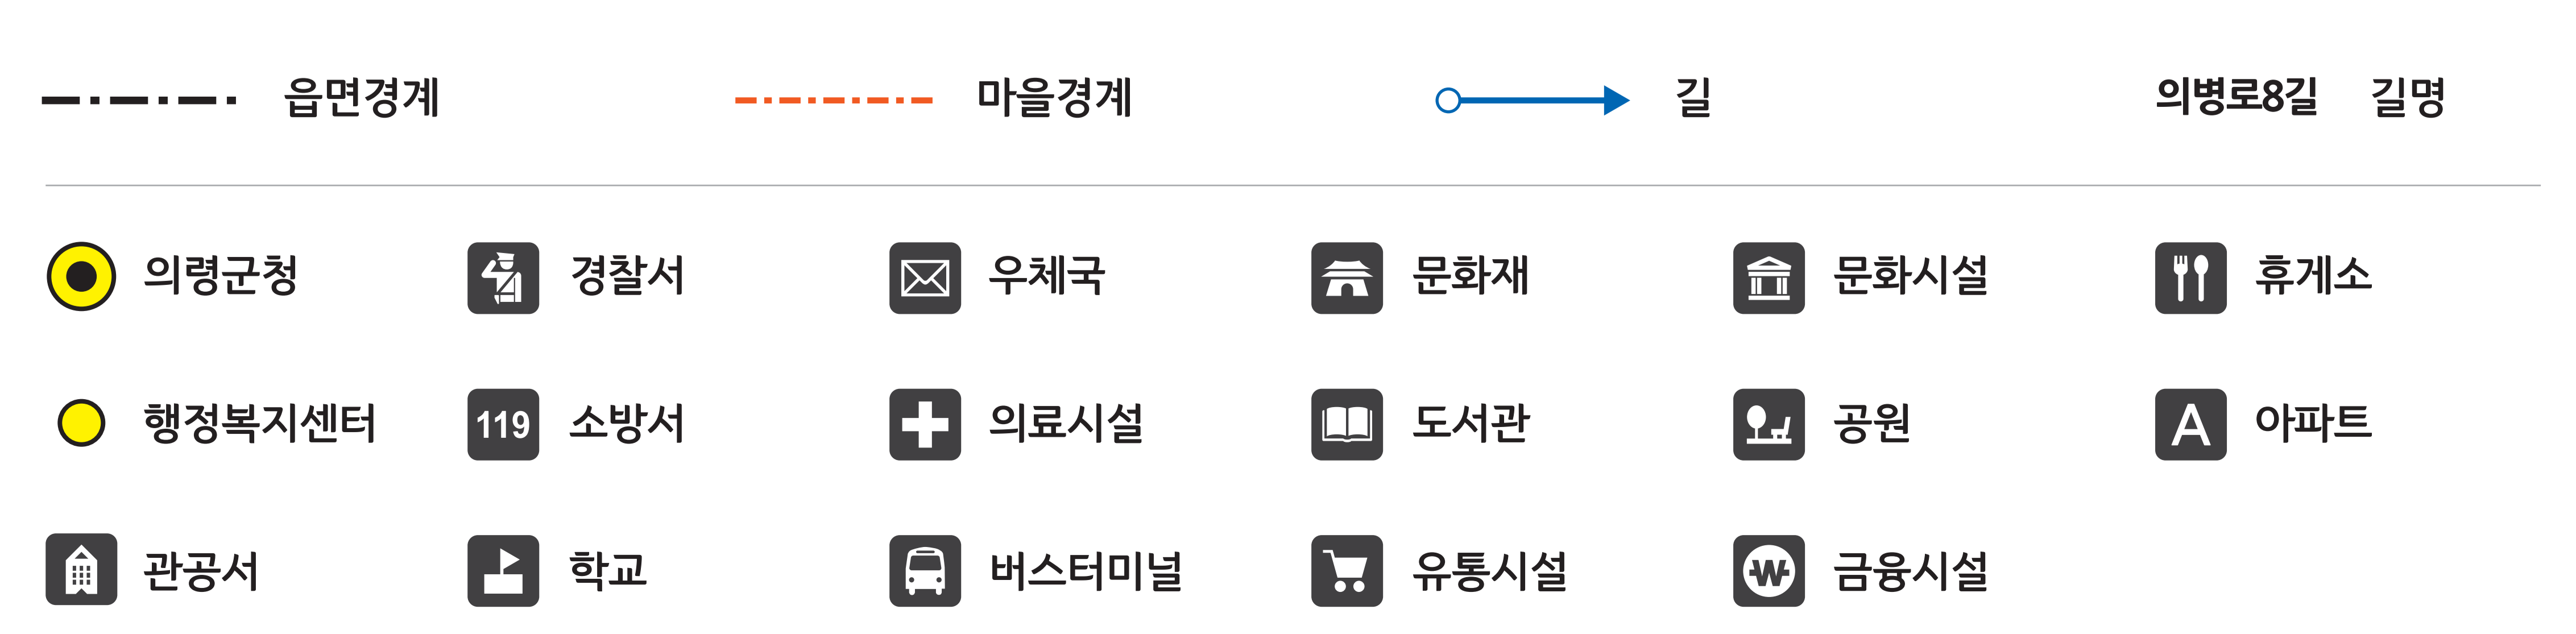 읍면경계 마을경계 길 의병로8길 길명
의령군청 경찰서 우체국 문화재 문화시설 휴게소
행정복지센터 119 소방서 의료시설 도서관 공원 A 아파트
관공서 학교 버스터미널 유통시설 ₩ 금융시설